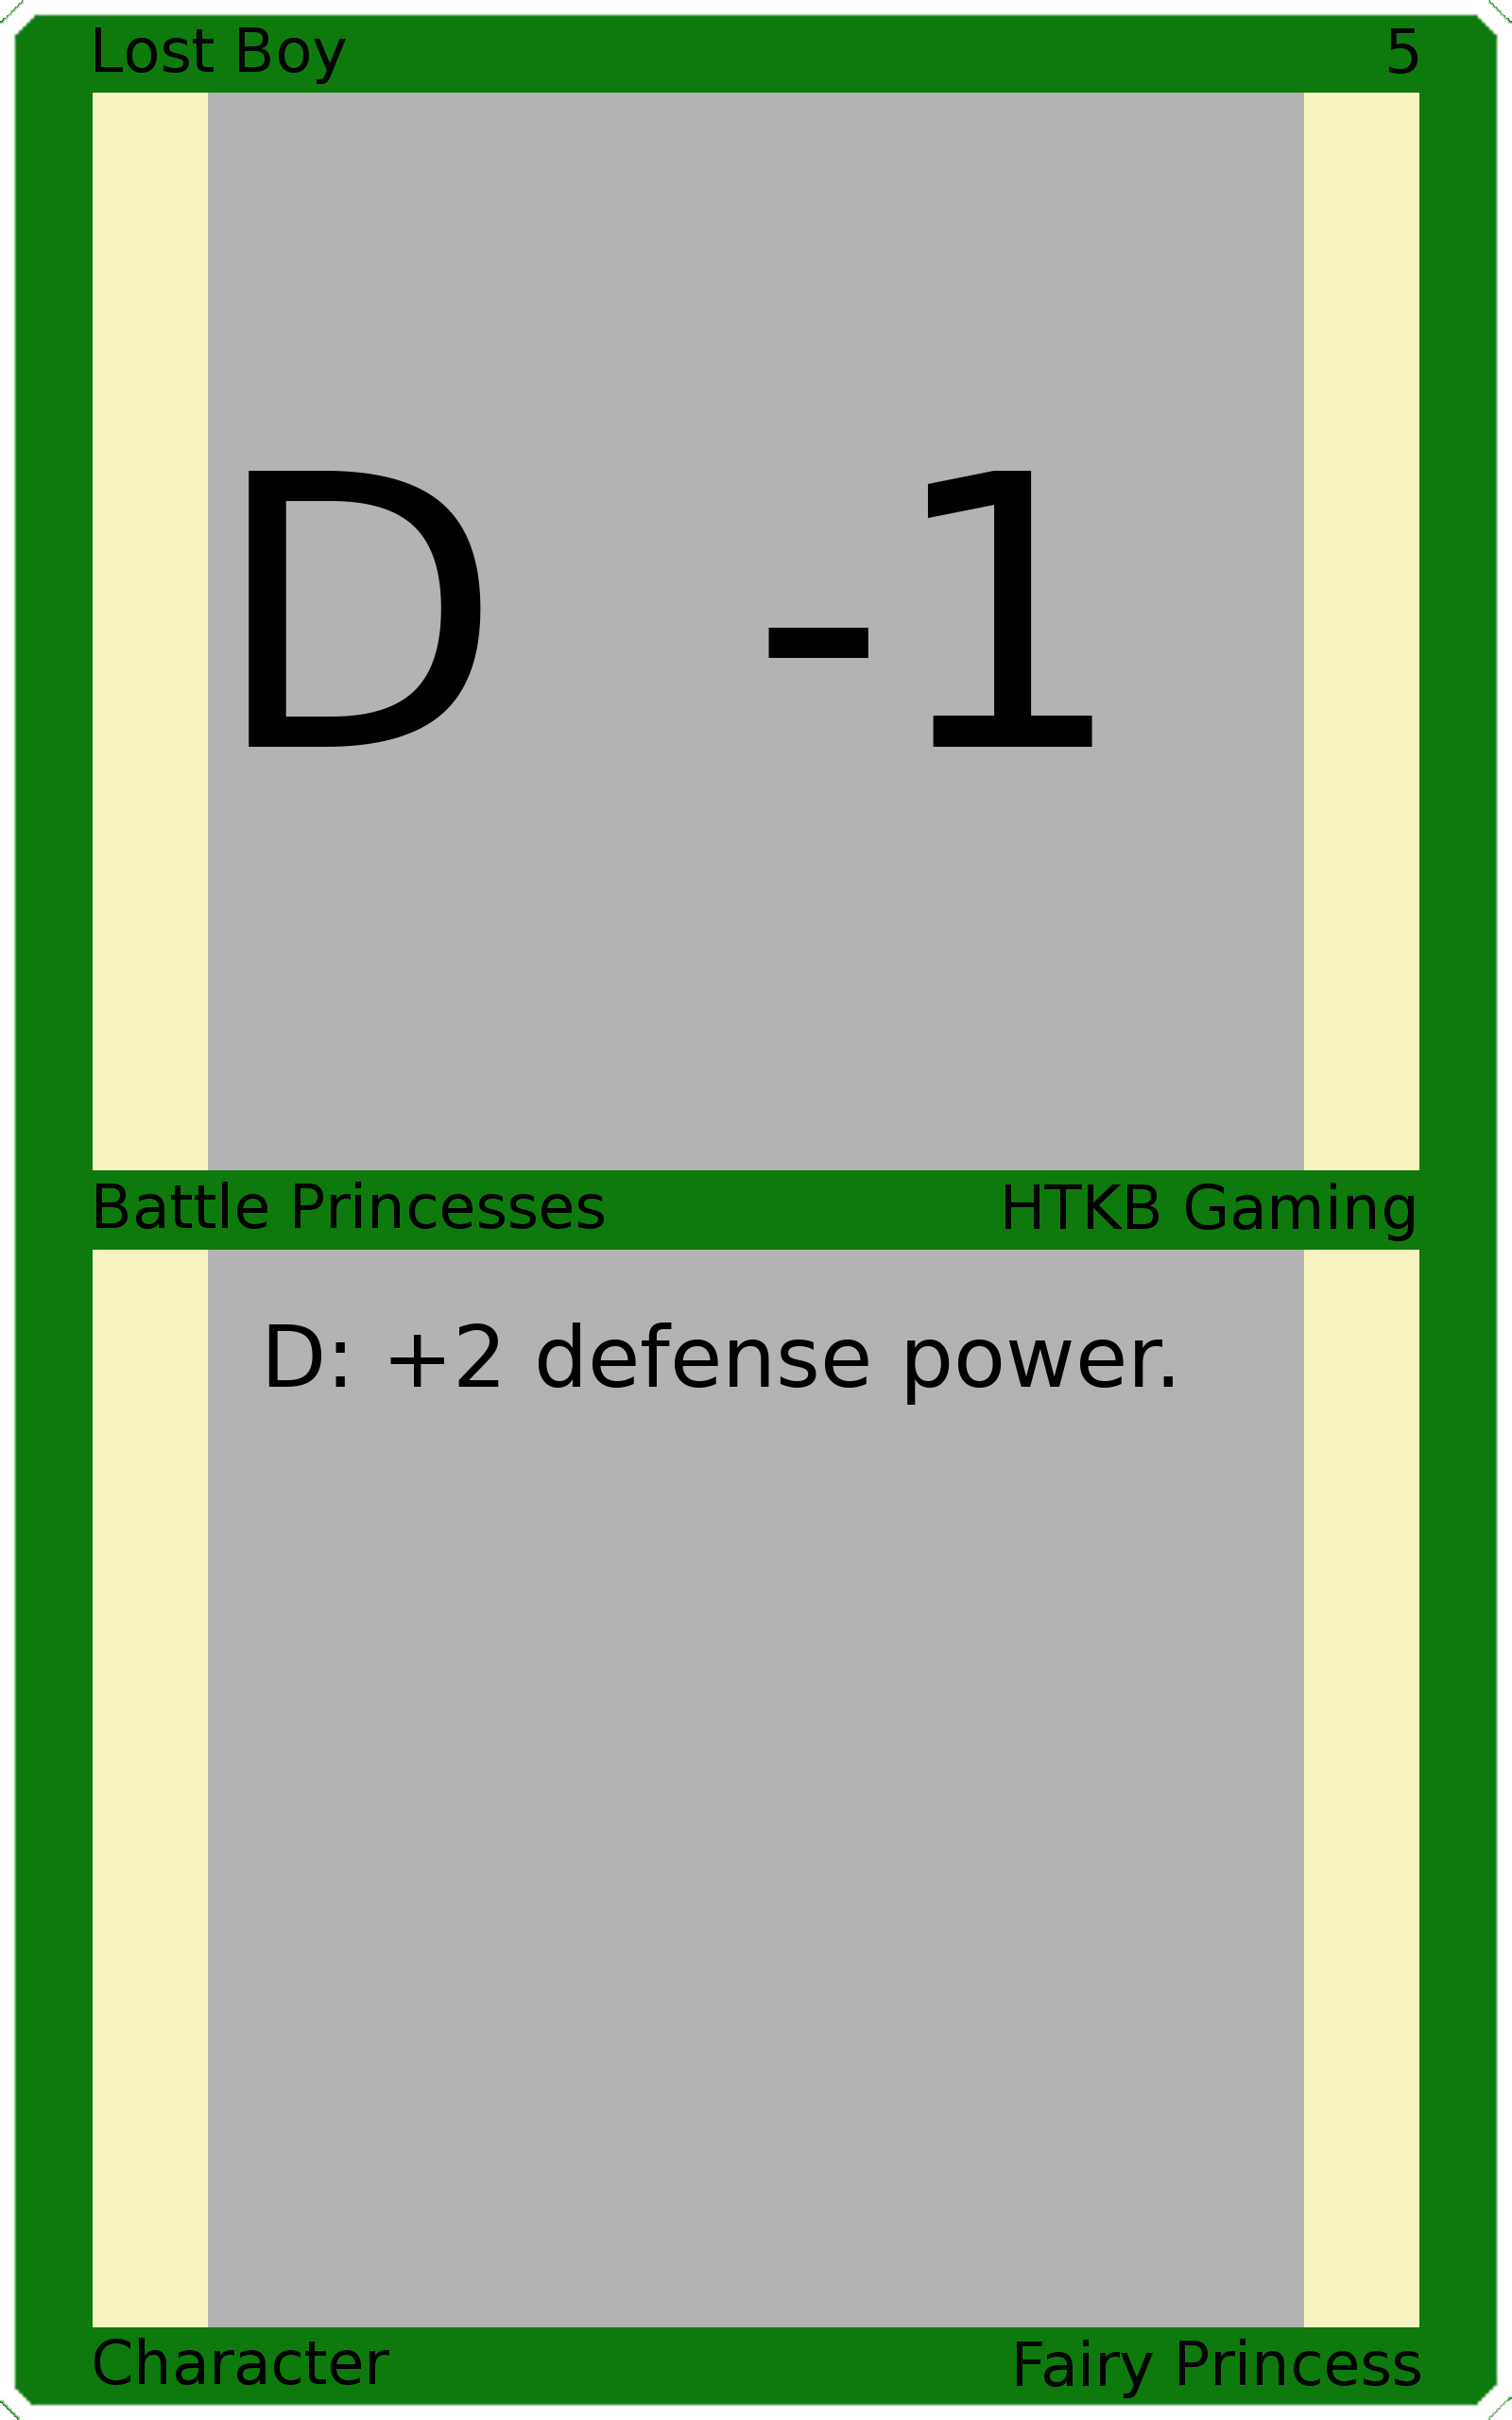 Lost Boy 5
D -1
Battle Princesses HTKB Gaming
D: +2 defense power.
Character Fairy Princess